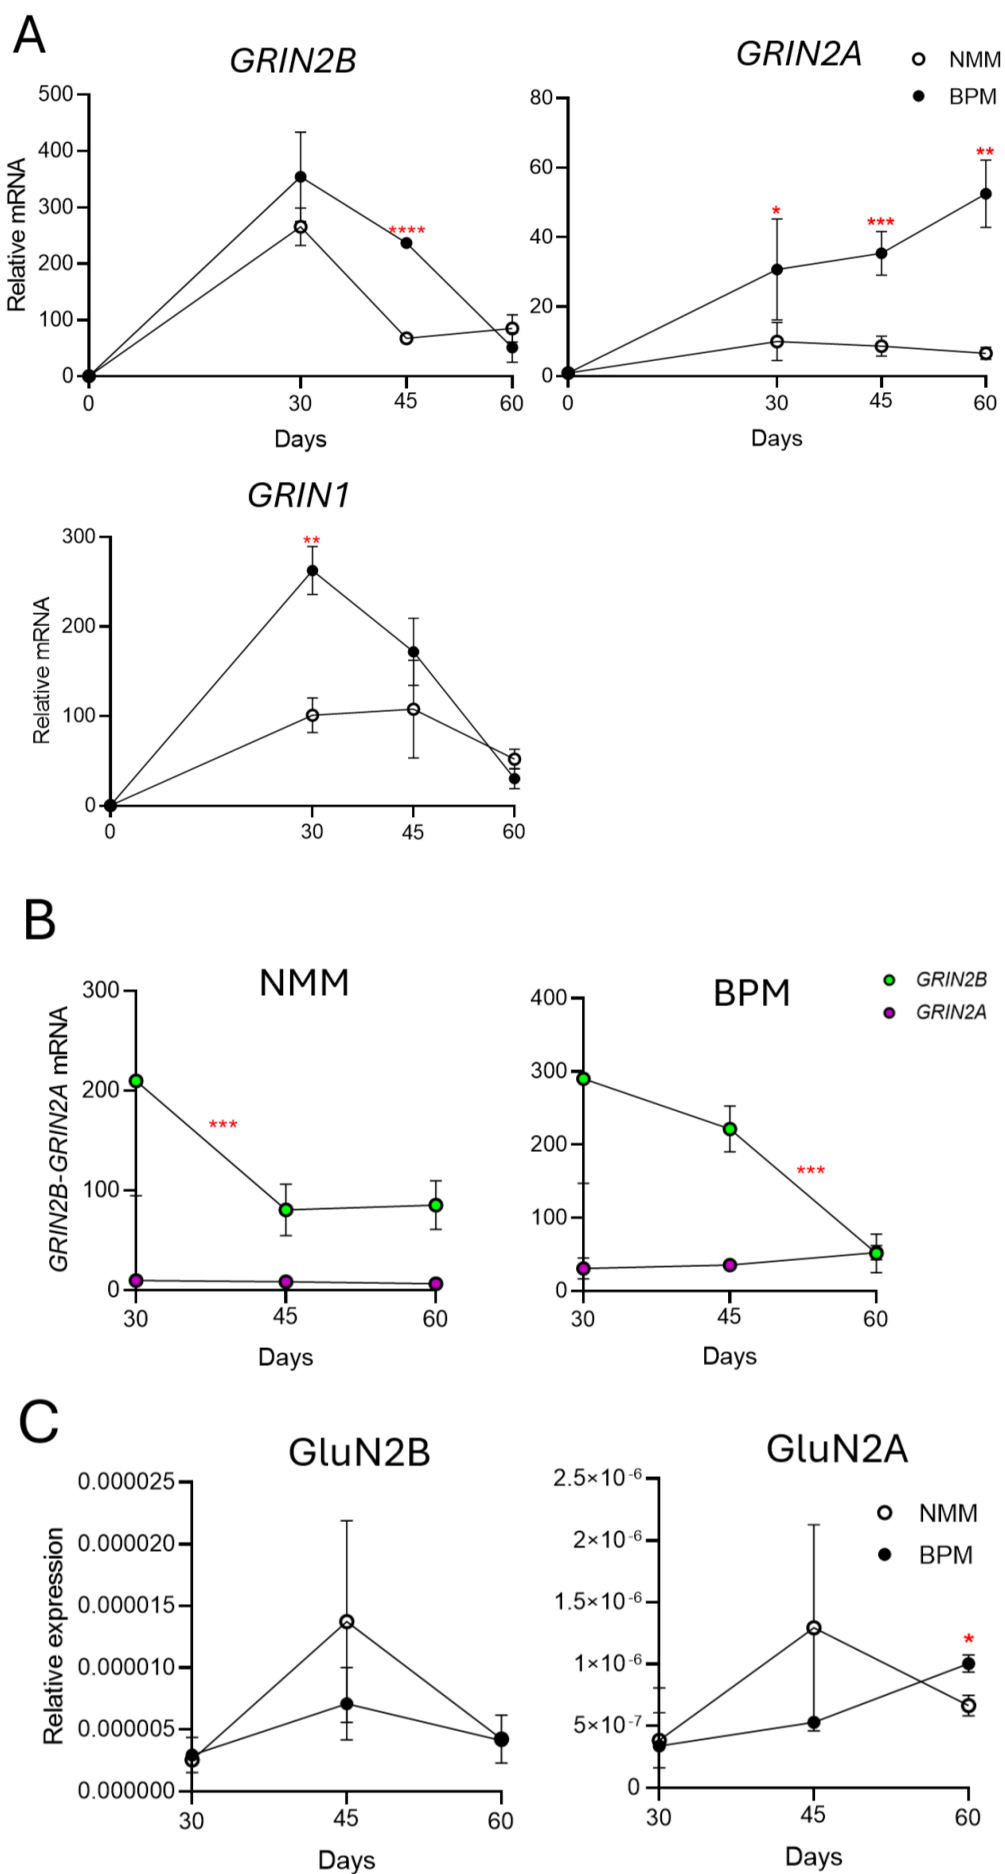 A
GRIN2B
GRIN2A
NMM
BPM
Relative mRNA
500
400
300
200
100
0
0 30 45 60
Days
80
60
40
20
0
* *** **
0 30 45 60
Days
****
GRIN1
Relative mRNA
300
200
100
0
**
0 30 45 60
B
NMM
BPM
GRIN2B
GRIN2A
GRIN2B-GRIN2A mRNA
300
200
100
0
***
30 45 60
Days
400
300
200
100
0
***
30 45 60
Days
C
GluN2B
GluN2A
NMM
BPM
Relative expression
0.000025
0.000020
0.000015
0.000010
0.000005
0.000000
30 45 60
Days
2.5×10⁻⁶
2×10⁻⁶
1.5×10⁻⁶
1×10⁻⁶
5×10⁻⁷
0
*
30 45 60
Days